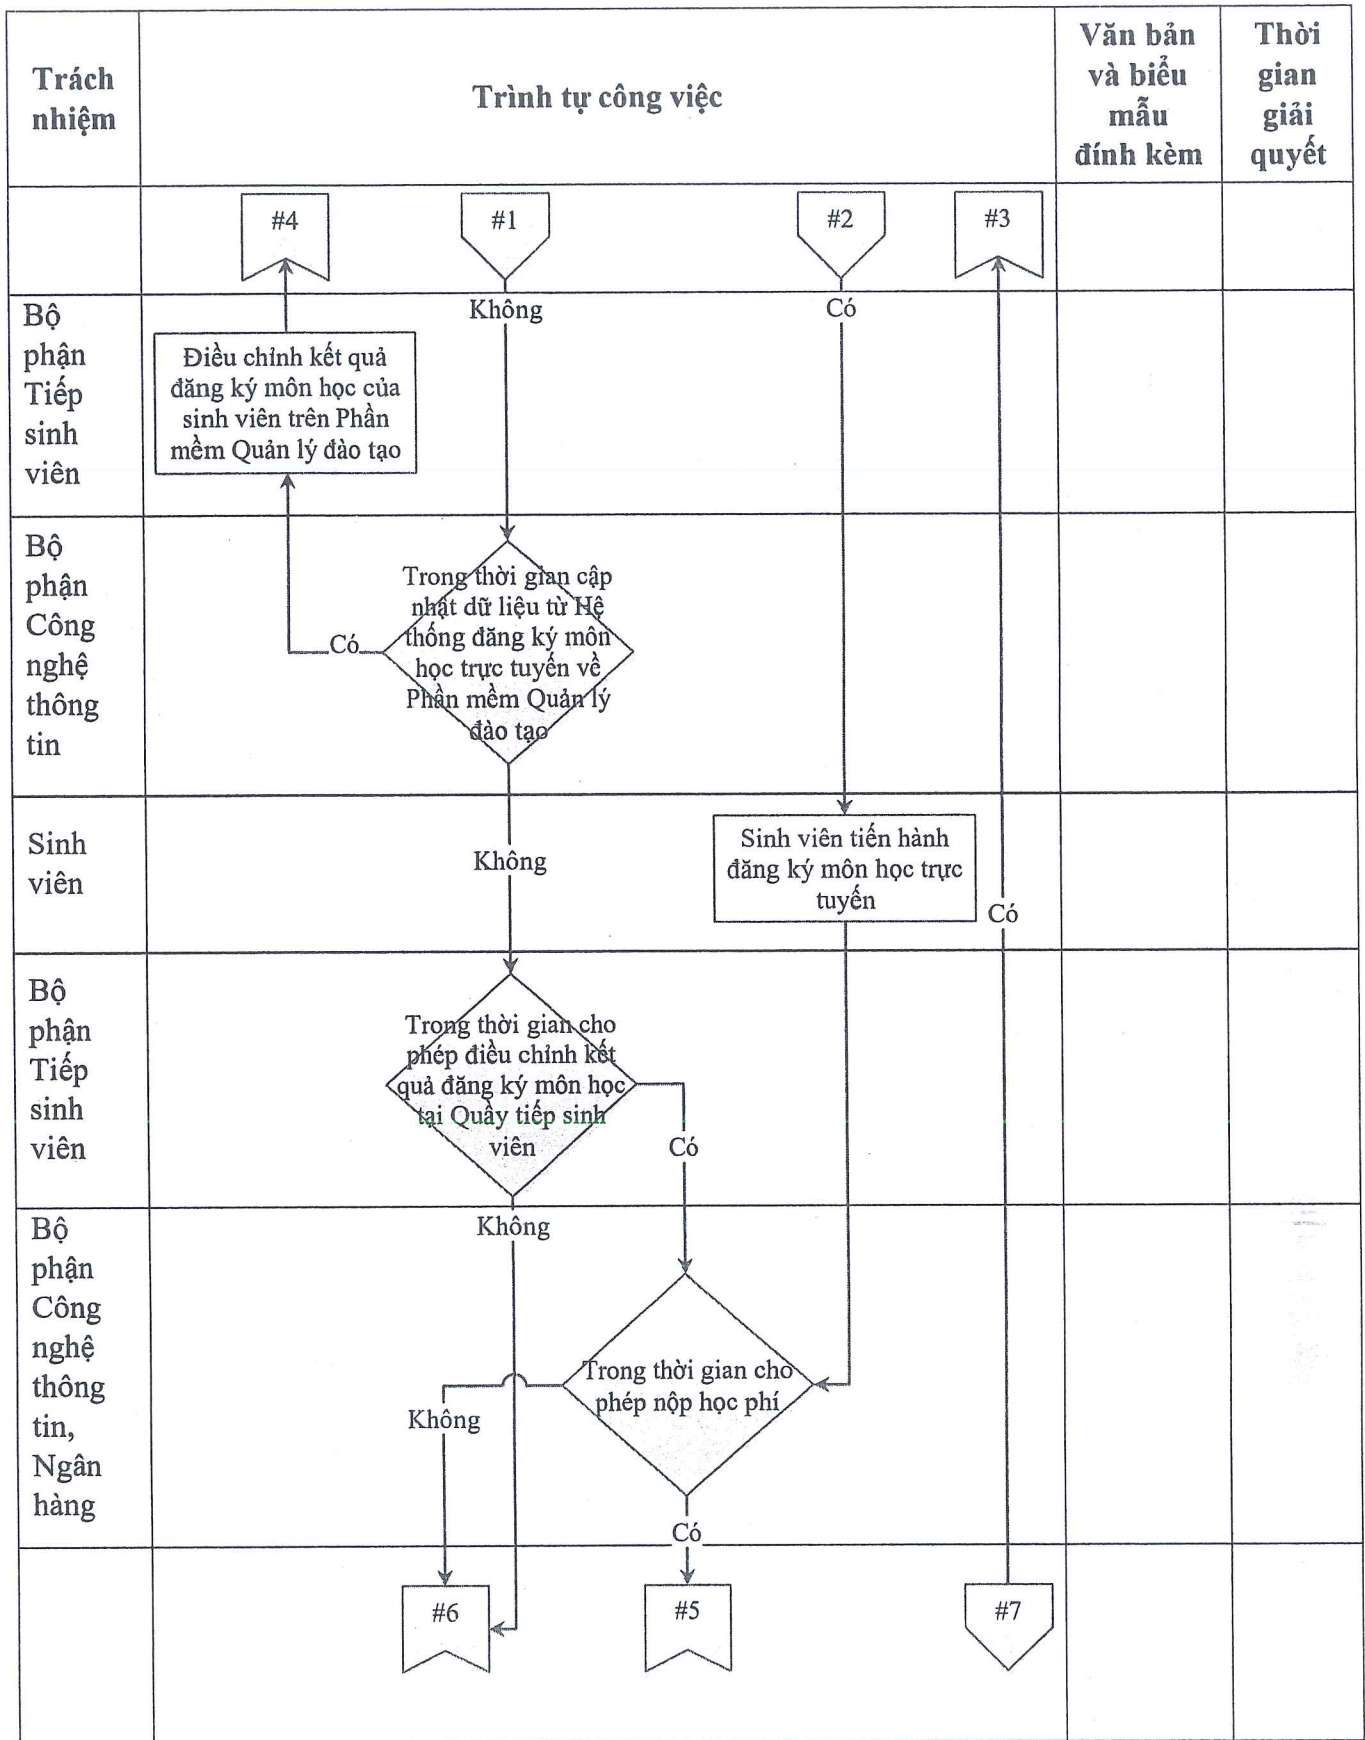 Trách
nhiệm
Trình tự công việc
Văn bản
và biểu
mẫu
đính kèm
Thời
gian
giải
quyết
#4
#1
#2
#3
Bộ
phận
Tiếp
sinh
viên
Không
Có
Điều chỉnh kết quả
đăng ký môn học của
sinh viên trên Phần
mềm Quản lý đào tạo
Bộ
phận
Công
nghệ
thông
tin
Có
Trong thời gian cập
nhật dữ liệu từ Hệ
thống đăng ký môn
học trực tuyến về
Phần mềm Quản lý
đào tạo
Sinh
viên
Không
Sinh viên tiến hành
đăng ký môn học trực
tuyến
Có
Bộ
phận
Tiếp
sinh
viên
Trong thời gian cho
phép điều chỉnh kết
quả đăng ký môn học
tại Quầy tiếp sinh
viên
Có
Bộ
phận
Công
nghệ
thông
tin,
Ngân
hàng
Không
Trong thời gian cho
phép nộp học phí
Không
Có
#6
#5
#7